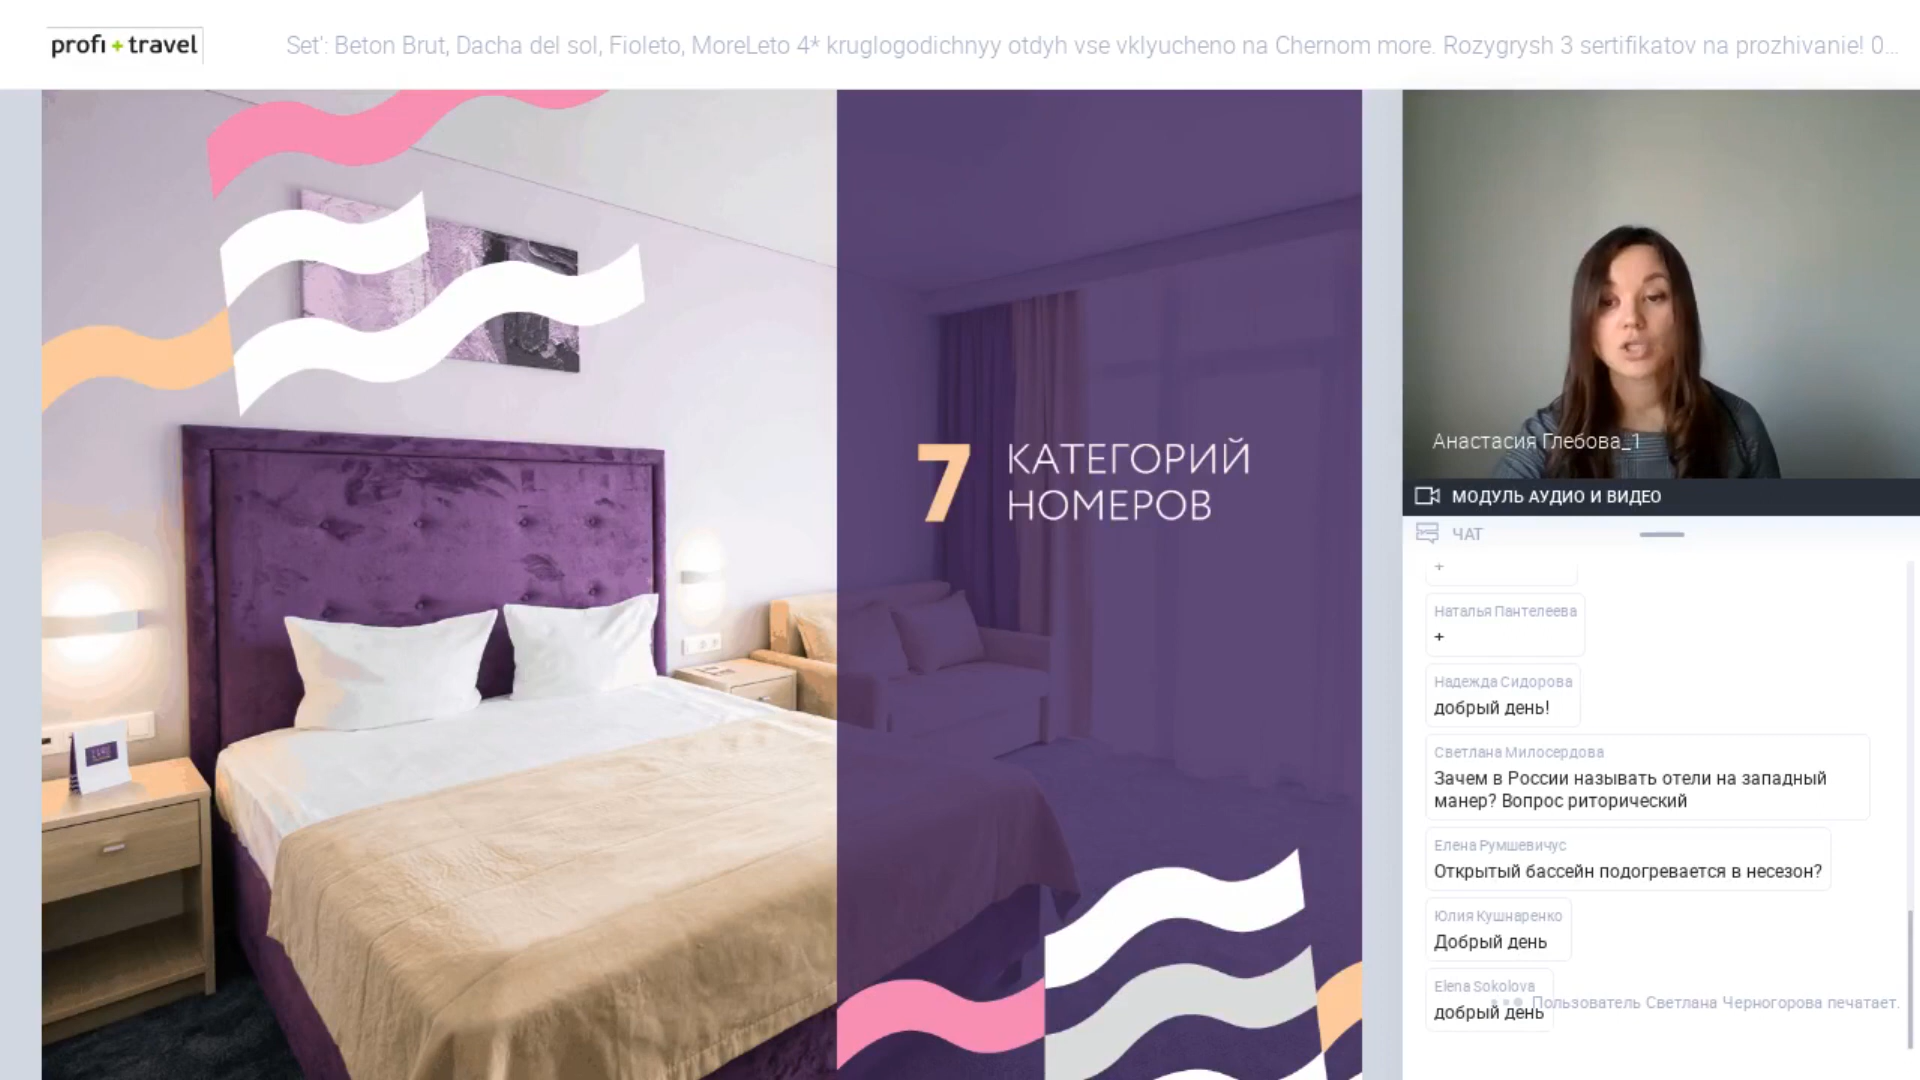 profi + travel
Set': Beton Brut, Dacha del sol, Fioleto, MoreLeto 4* kruglogodichnyy otdyh vse vklyucheno na Chernom more. Rozygrysh 3 sertifikatov na prozhivanie! 0...
7 КАТЕГОРИЙ
НОМЕРОВ
Анастасия Глебова_1
МОДУЛЬ АУДИО И ВИДЕО
ЧАТ
+
Наталья Пантелеева
+
Надежда Сидорова
добрый день!
Светлана Милосердова
Зачем в России называть отели на западный
манер? Вопрос риторический
Елена Румшевичус
Открытый бассейн подогревается в несезон?
Юлия Кушнаренко
Добрый день
Elena Sokolova
добрый день
Пользователь Светлана Черногорова печатает.